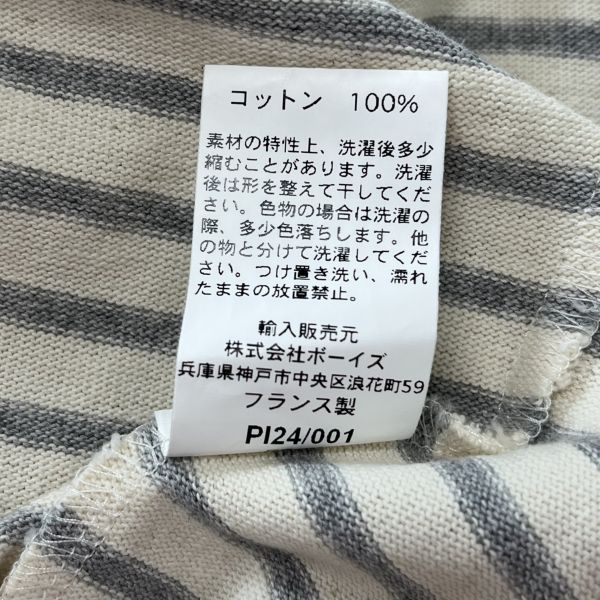 コットン 100%
素材の特性上、洗濯後多少
縮むことがあります。洗濯
後は形を整えて干してくだ
さい。色物の場合は洗濯の
際、多少色落ちします。他
の物と分けて洗濯してくだ
さい。つけ置き洗い、濡れ
たままの放置禁止。
輸入販売元
株式会社ボーイズ
兵庫県神戸市中央区浪花町59
フランス製
PI24/001